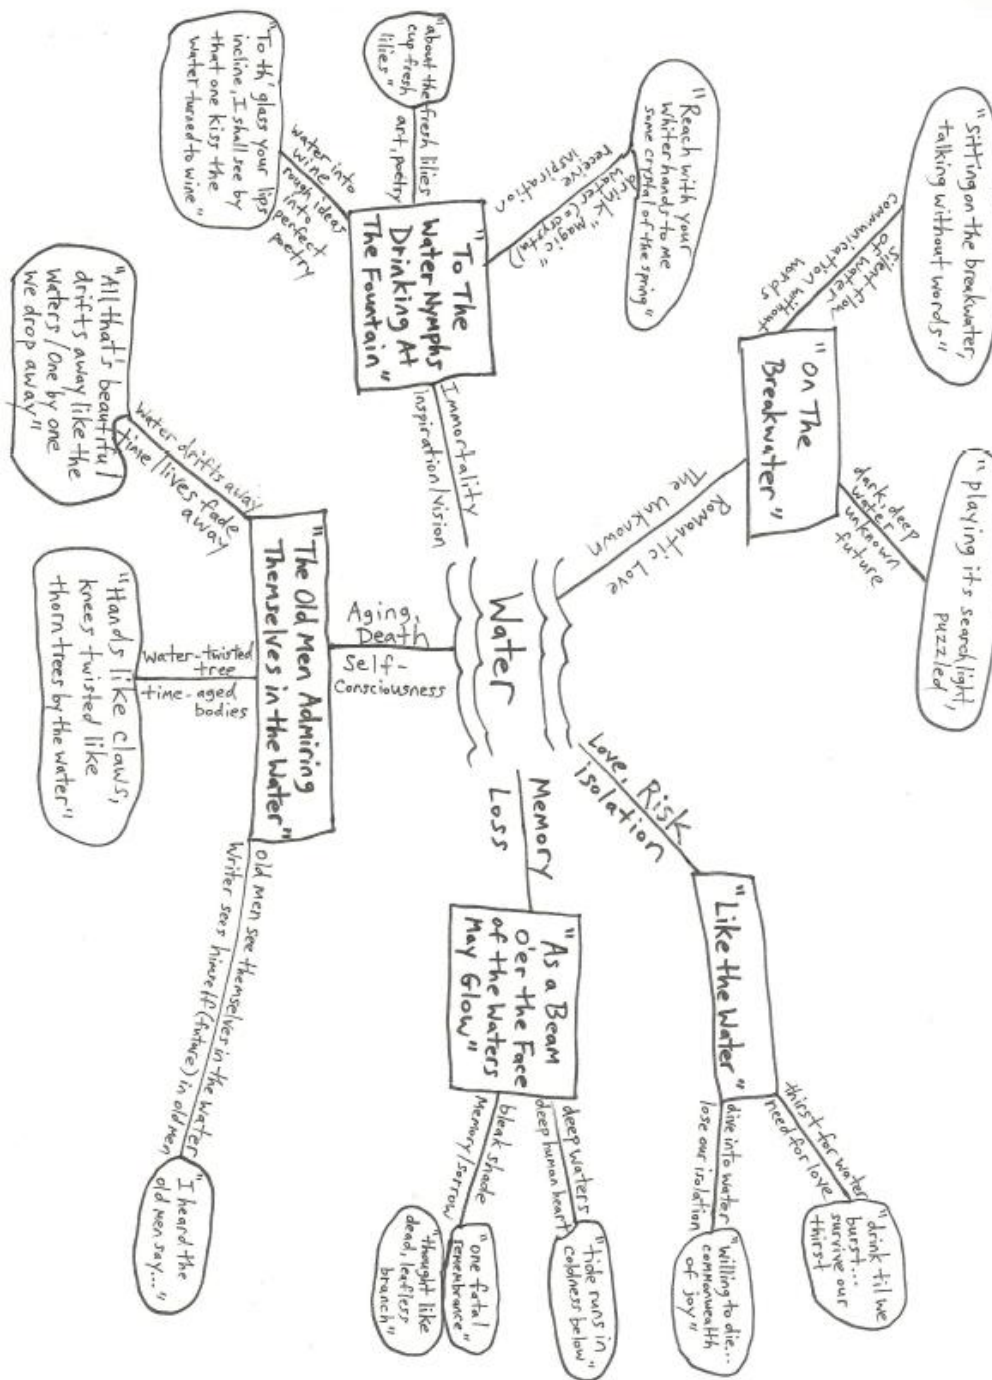 Water
"On The
Breakwater"
Romantic Love
The Unknown
silent flow
of water
communication without
words
"sitting on the breakwater,
talking without words"
dark, deep
water
unknown
future
"playing its searchlight,
puzzled
"To The
Water Nymphs
Drinking At
The Fountain"
Immortality
inspiration/vision
drink "magic"
water (crystal)
receive
inspiration
"Reach with your
whiter hands to me
some crystal of the spring"
fresh lilies
art, poetry
"about the
cup fresh
lilies"
water into
wine
rough ideas
into
perfect
poetry
"To th' glass your lips
incline, I shall see by
that one kiss the
water turned to wine"
"The Old Men Admiring
Themselves in the Water"
Aging,
Death
Self-
Consciousness
water drifts away
time/lives fade
away
"All that's beautiful
drifts away like the
waters/One by one
we drop away"
water-twisted
tree
time-aged
bodies
"Hands like claws,
knees twisted like
thorn trees by the water"
Old men see themselves in the water
Writer sees himself (future) in old men
"I heard the
old men say..."
Memory
Loss
"As a Beam
o'er the Face
of the Waters
May Glow"
deep waters
deep human heart
"tide runs in
coldness below"
bleak shade
Memory/sorrow
"one fatal
remembrance"
"thought like
dead, leafless
branch"
Love, Risk
isolation
"Like the Water"
thirst for water
need for love
"drink til we
burst...
survive our
thirst
dive into water
lose our isolation
"willing to die...
commonwealth
of joy"